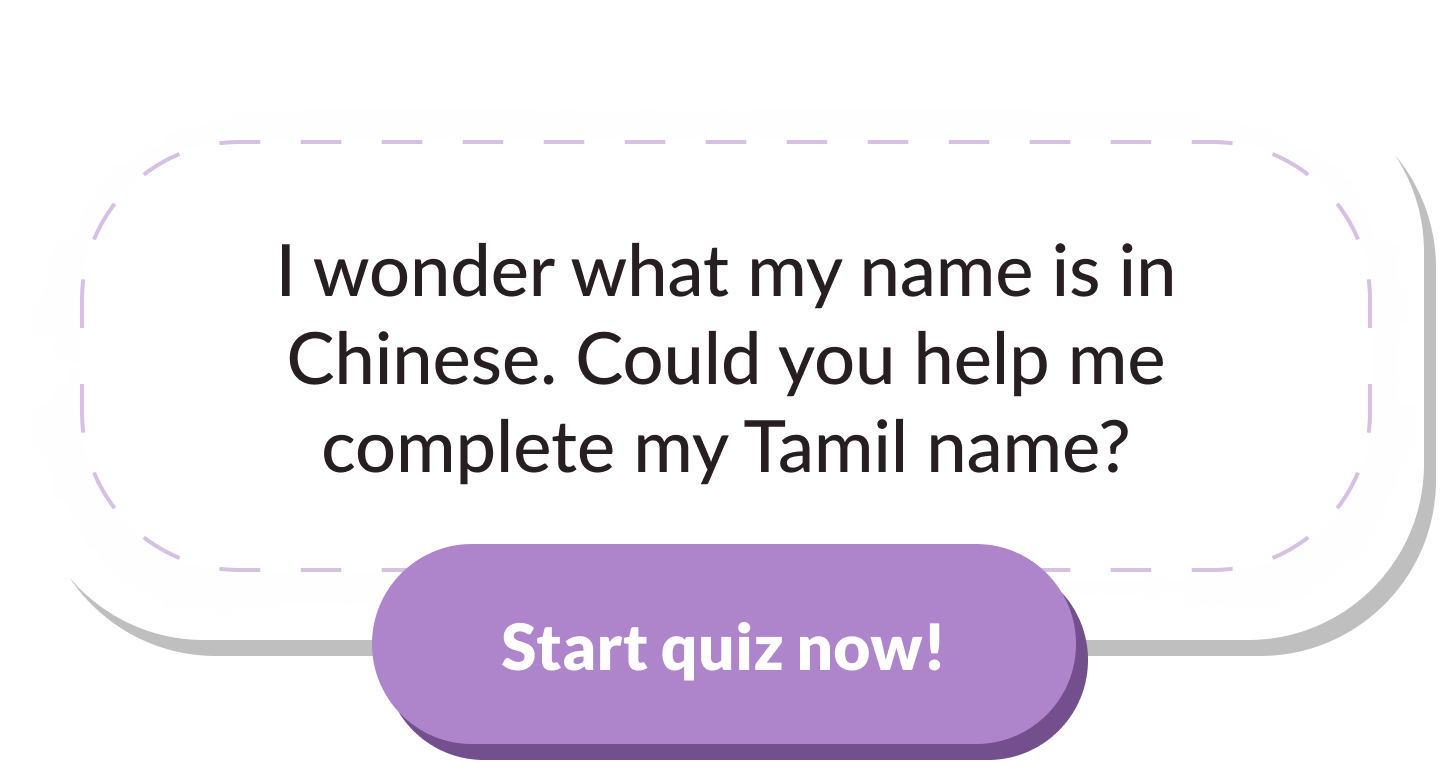 I wonder what my name is in
Chinese. Could you help me
complete my Tamil name?
Start quiz now!